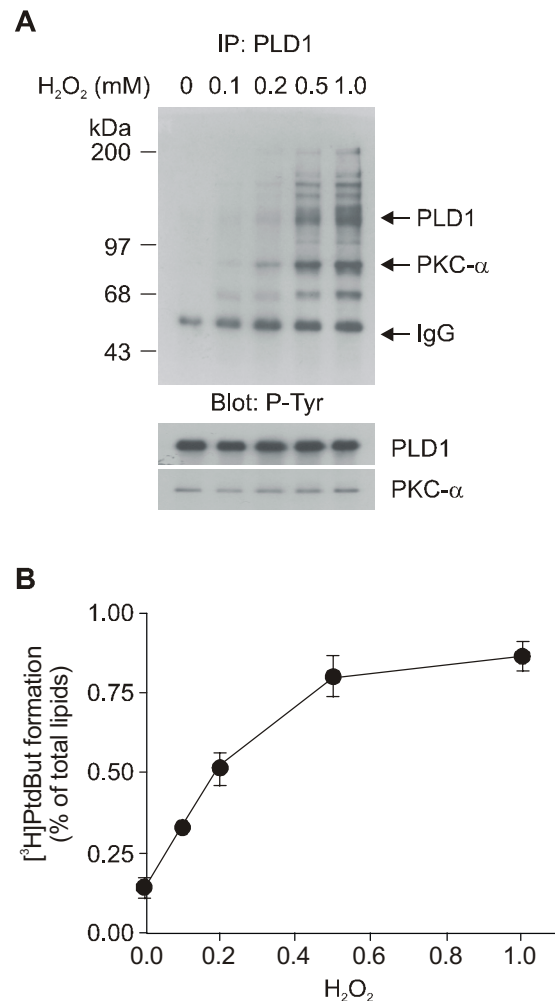 A
IP: PLD1
H₂O₂ (mM) 0 0.1 0.2 0.5 1.0
kDa
200
PLD1
97
PKC-α
68
IgG
43
Blot: P-Tyr
PLD1
PKC-α
B
[³H]PtdBut formation
(% of total lipids)
1.00
0.75
0.50
0.25
0.00
0.0 0.2 0.4 0.6 0.8 1.0
H₂O₂